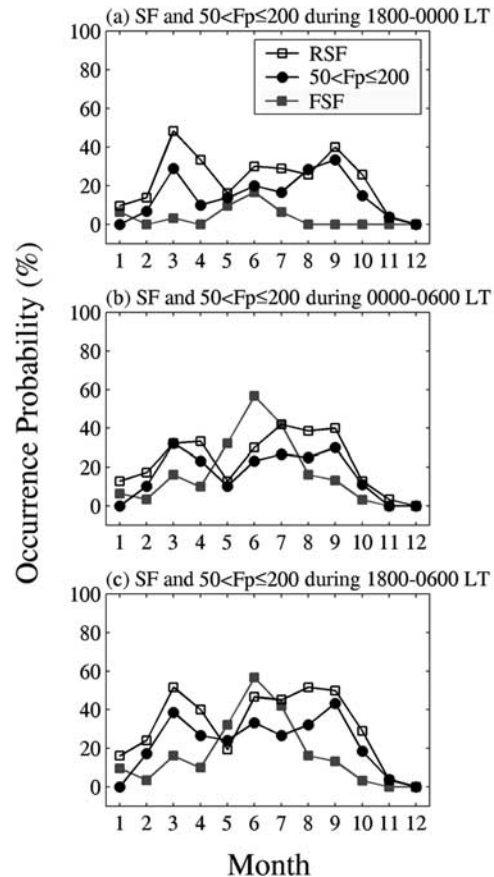 (a) SF and 50<Fp≤200 during 1800-0000 LT
100
80
60
40
20
0
RSF
50<Fp≤200
FSF
1 2 3 4 5 6 7 8 9 10 11 12
(b) SF and 50<Fp≤200 during 0000-0600 LT
100
80
60
40
20
0
1 2 3 4 5 6 7 8 9 10 11 12
(c) SF and 50<Fp≤200 during 1800-0600 LT
100
80
60
40
20
0
1 2 3 4 5 6 7 8 9 10 11 12
Occurrence Probability (%)
Month